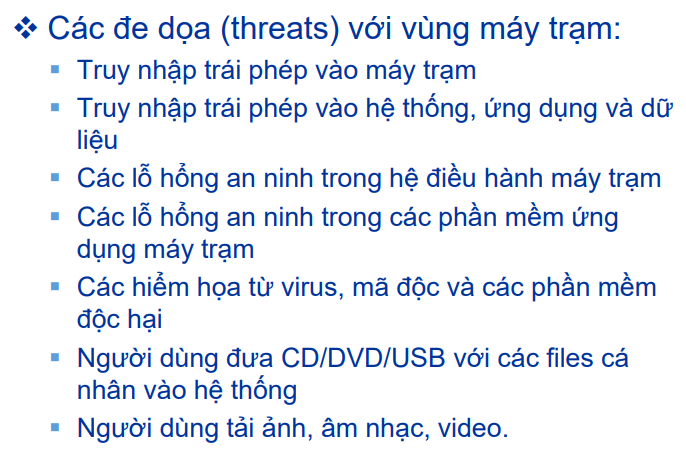 ❖ Các đe dọa (threats) với vùng máy trạm:
▪ Truy nhập trái phép vào máy trạm
▪ Truy nhập trái phép vào hệ thống, ứng dụng và dữ
liệu
▪ Các lỗ hổng an ninh trong hệ điều hành máy trạm
▪ Các lỗ hổng an ninh trong các phần mềm ứng
dụng máy trạm
▪ Các hiểm họa từ virus, mã độc và các phần mềm
độc hại
▪ Người dùng đưa CD/DVD/USB với các files cá
nhân vào hệ thống
▪ Người dùng tải ảnh, âm nhạc, video.